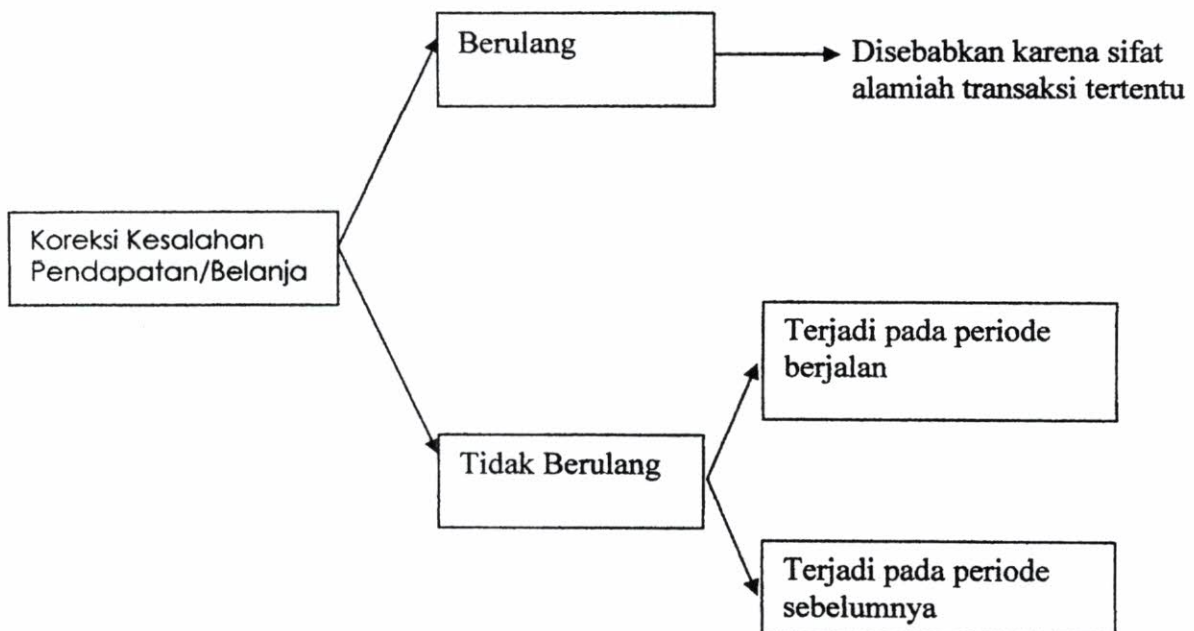 Berulang
Disebabkan karena sifat
alamiah transaksi tertentu
Koreksi Kesalahan
Pendapatan/Belanja
Terjadi pada periode
berjalan
Tidak Berulang
Terjadi pada periode
sebelumnya